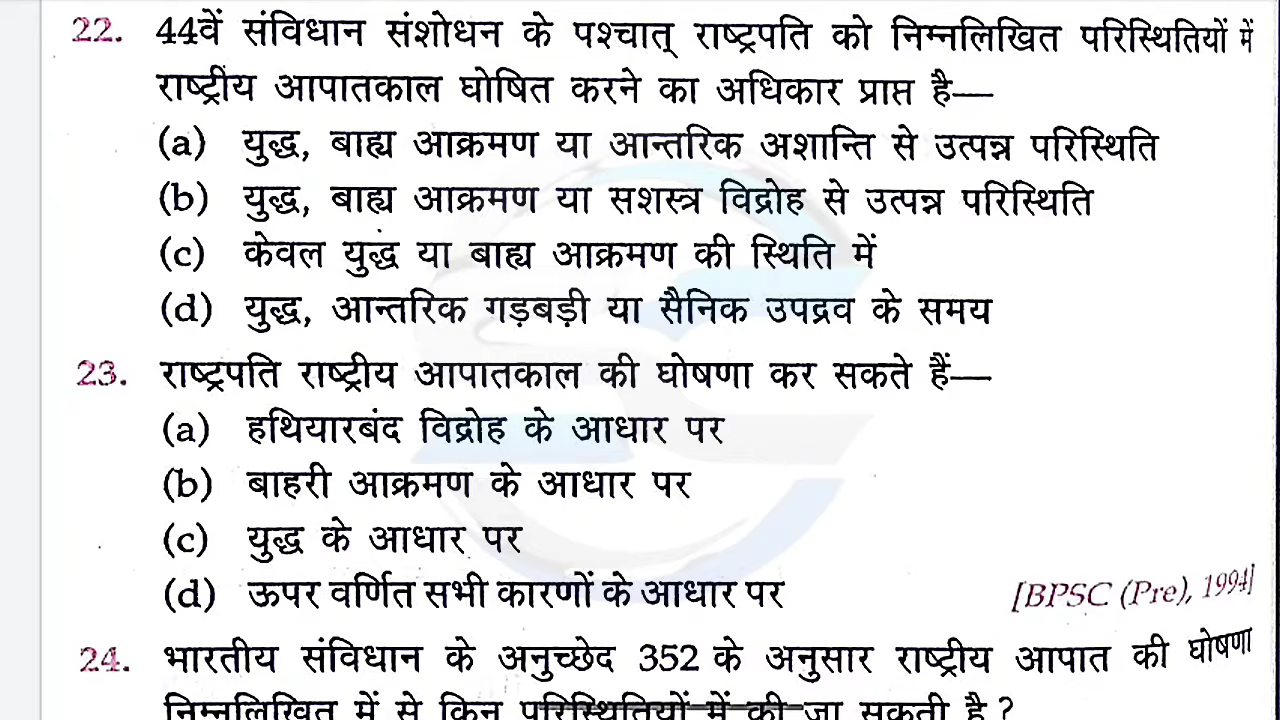 22. 44वें संविधान संशोधन के पश्चात् राष्ट्रपति को निम्नलिखित परिस्थितियों में
राष्ट्रीय आपातकाल घोषित करने का अधिकार प्राप्त है—
(a) युद्ध, बाह्य आक्रमण या आन्तरिक अशान्ति से उत्पन्न परिस्थिति
(b) युद्ध, बाह्य आक्रमण या सशस्त्र विद्रोह से उत्पन्न परिस्थिति
(c) केवल युद्ध या बाह्य आक्रमण की स्थिति में
(d) युद्ध, आन्तरिक गड़बड़ी या सैनिक उपद्रव के समय
23. राष्ट्रपति राष्ट्रीय आपातकाल की घोषणा कर सकते हैं—
(a) हथियारबंद विद्रोह के आधार पर
(b) बाहरी आक्रमण के आधार पर
(c) युद्ध के आधार पर
(d) ऊपर वर्णित सभी कारणों के आधार पर [BPSC (Pre), 1994]
24. भारतीय संविधान के अनुच्छेद 352 के अनुसार राष्ट्रीय आपात की घोषणा
निम्नलिखित में से किन परिस्थितियों में की जा सकती है ?